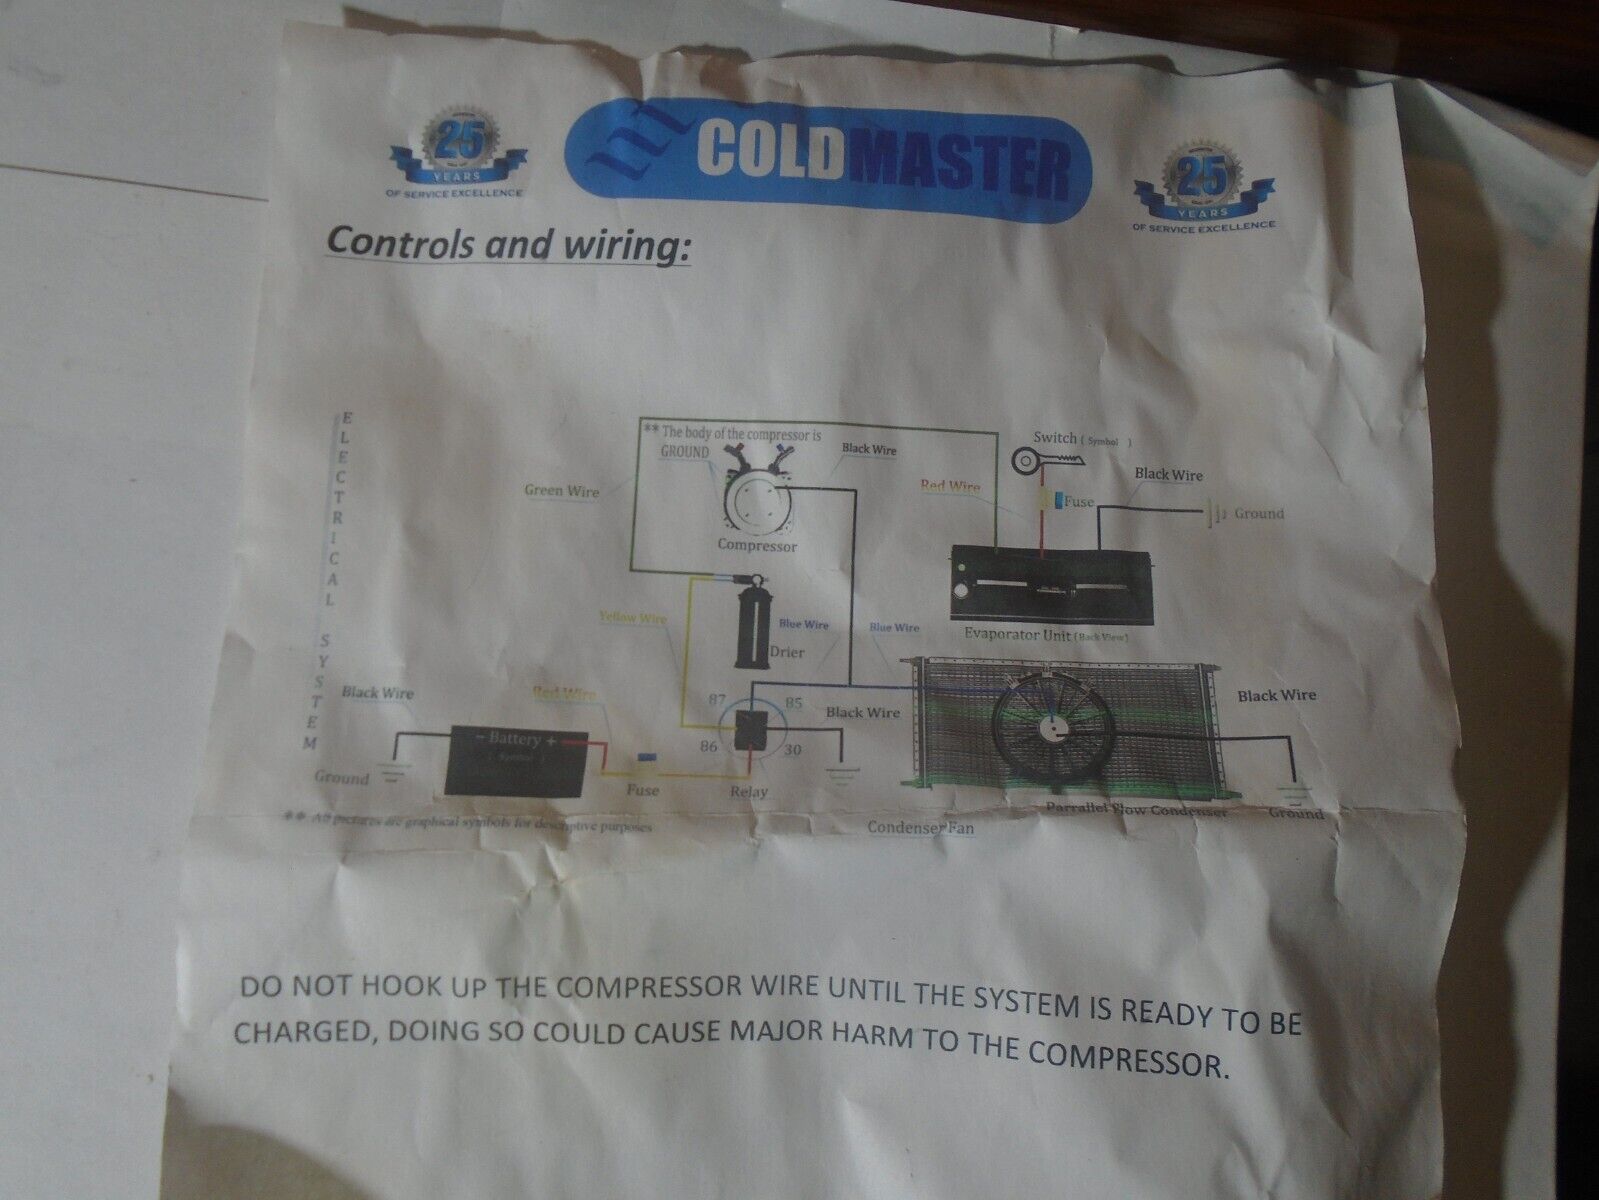 25
YEARS
OF SERVICE EXCELLENCE
COLDMASTER
25
YEARS
OF SERVICE EXCELLENCE
Controls and wiring:
ELECTRICAL SYSTEM
** The body of the compressor is
GROUND
Black Wire
Switch ( Symbol )
Black Wire
Green Wire
Red Wire
Fuse
Ground
Compressor
Yellow Wire
Blue Wire
Blue Wire
Evaporator Unit (Back View)
Drier
Black Wire
Red Wire
87
85
Black Wire
Black Wire
- Battery +
( Symbol )
86
30
Ground
Fuse
Relay
Parrallel Flow Condenser
Ground
** All pictures are graphical symbols for descriptive purposes
Condenser Fan
DO NOT HOOK UP THE COMPRESSOR WIRE UNTIL THE SYSTEM IS READY TO BE
CHARGED, DOING SO COULD CAUSE MAJOR HARM TO THE COMPRESSOR.